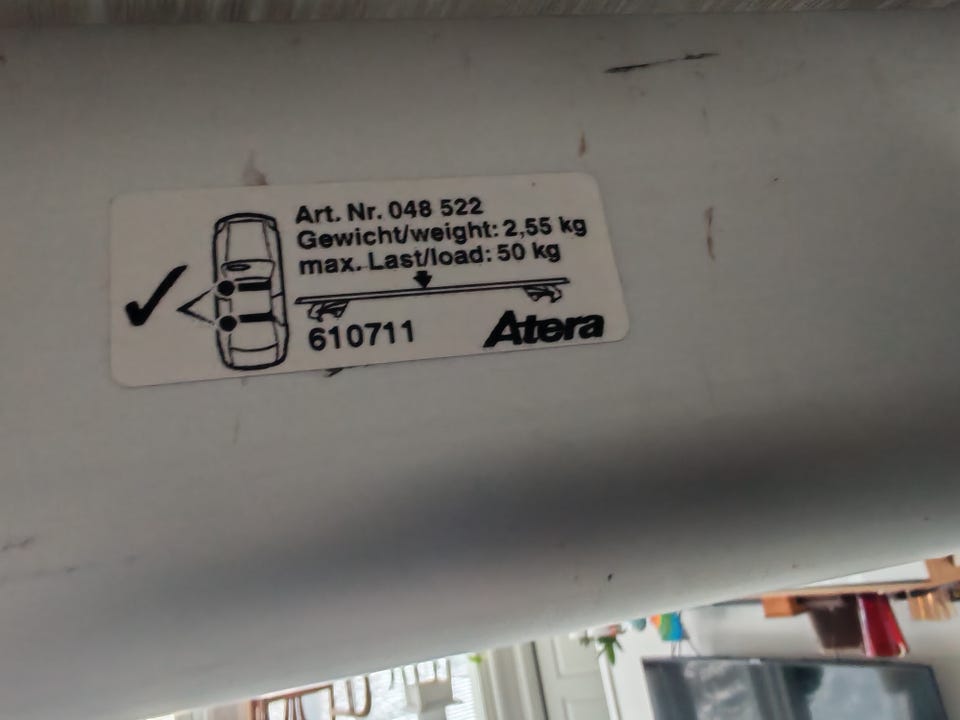 Art. Nr. 048 522
Gewicht/weight: 2,55 kg
max. Last/load: 50 kg
610711
Atera